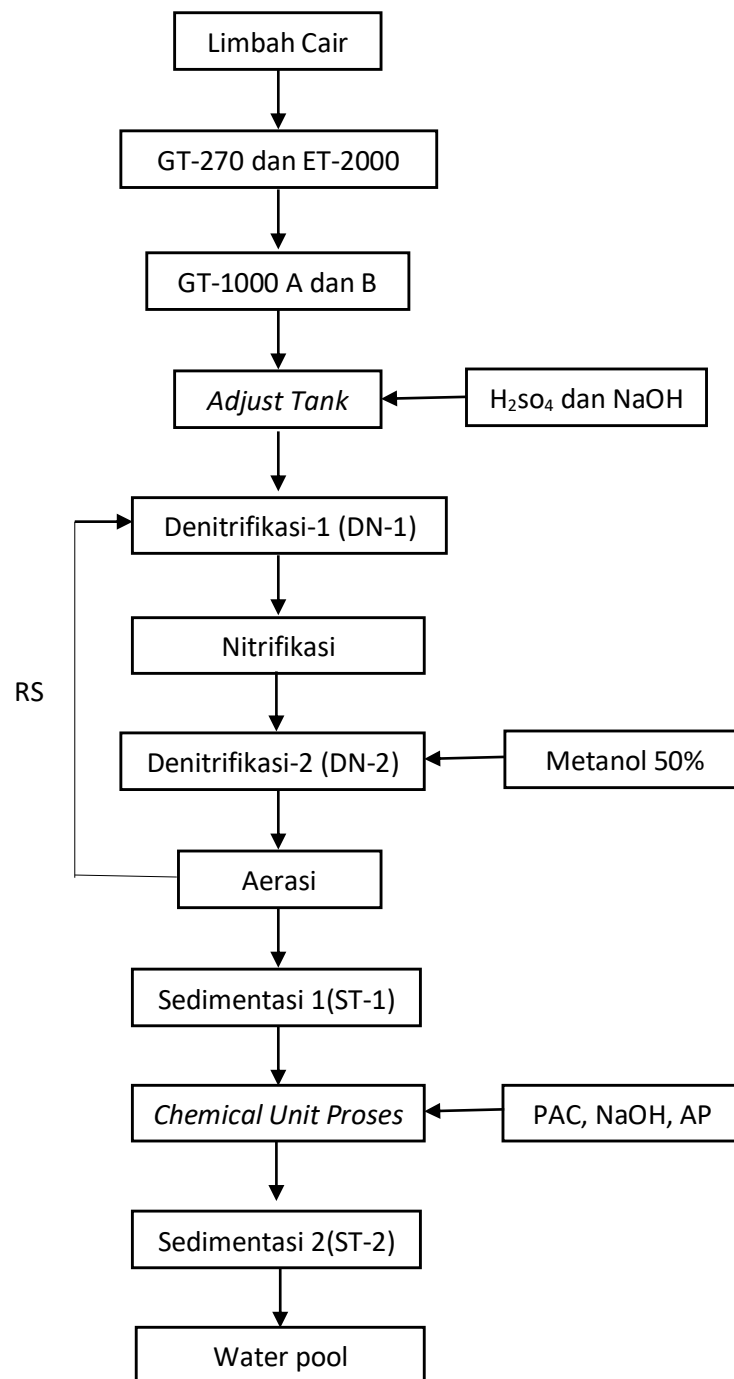 Limbah Cair
GT-270 dan ET-2000
GT-1000 A dan B
Adjust Tank
H₂so₄ dan NaOH
Denitrifikasi-1 (DN-1)
Nitrifikasi
RS
Denitrifikasi-2 (DN-2)
Metanol 50%
Aerasi
Sedimentasi 1(ST-1)
Chemical Unit Proses
PAC, NaOH, AP
Sedimentasi 2(ST-2)
Water pool